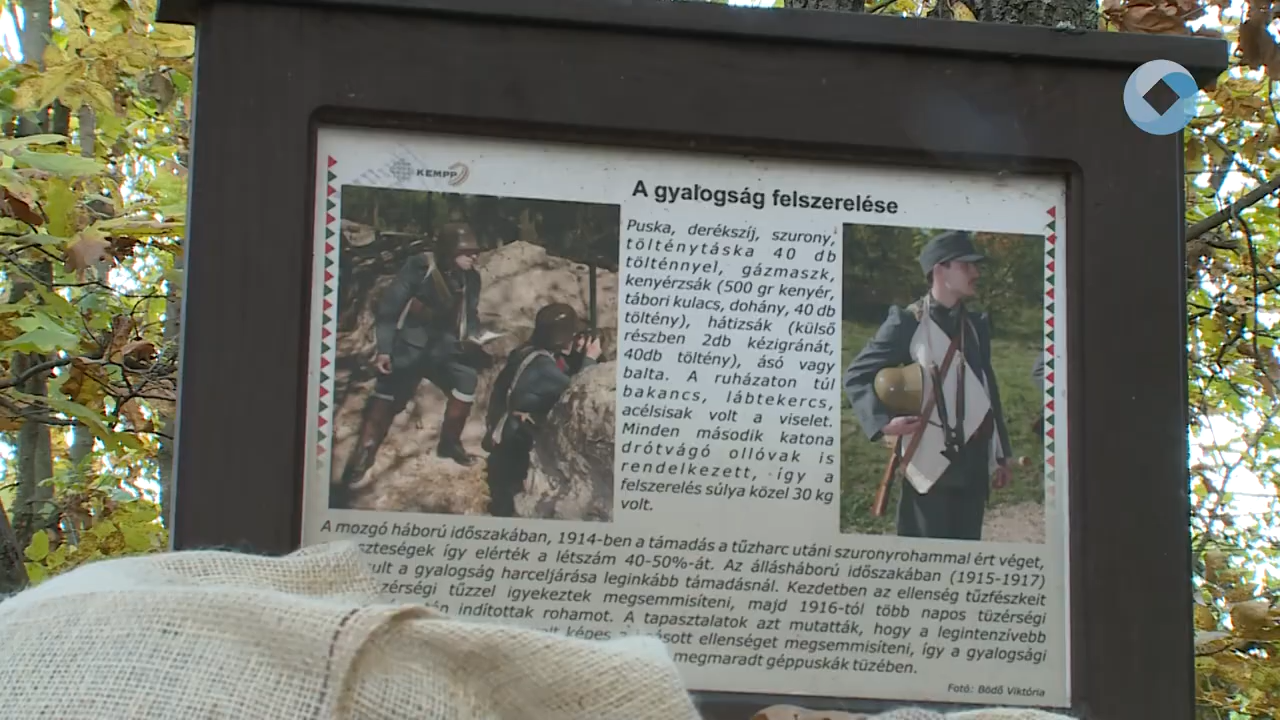 KEMPP
A gyalogság felszerelése
Puska, derékszíj, szurony,
tölténytáska 40 db
tölténnyel, gázmaszk,
kenyérzsák (500 gr kenyér,
tábori kulacs, dohány, 40 db
töltény), hátizsák (külső
részben 2db kézigránát,
40db töltény), ásó vagy
balta. A ruházaton túl
bakancs, lábtekercs,
acélsisak volt a viselet.
Minden második katona
drótvágó ollóvak is
rendelkezett, így a
felszerelés súlya közel 30 kg
volt.
A mozgó háború időszakában, 1914-ben a támadás a tűzharc utáni szuronyrohammal ért véget,
így elérték a létszám 40-50%-át. Az állásháború időszakában (1915-1917)
a gyalogság harceljárása leginkább támadásnál. Kezdetben az ellenség tűzfészkeit
tűzzel igyekeztek megsemmisíteni, majd 1916-tól több napos tüzérségi
indítottak rohamot. A tapasztalatok azt mutatták, hogy a legintenzívebb
képes ellenséget megsemmisíteni, így a gyalogsági
megmaradt géppuskák tüzében.
Fotó: Bódő Viktória